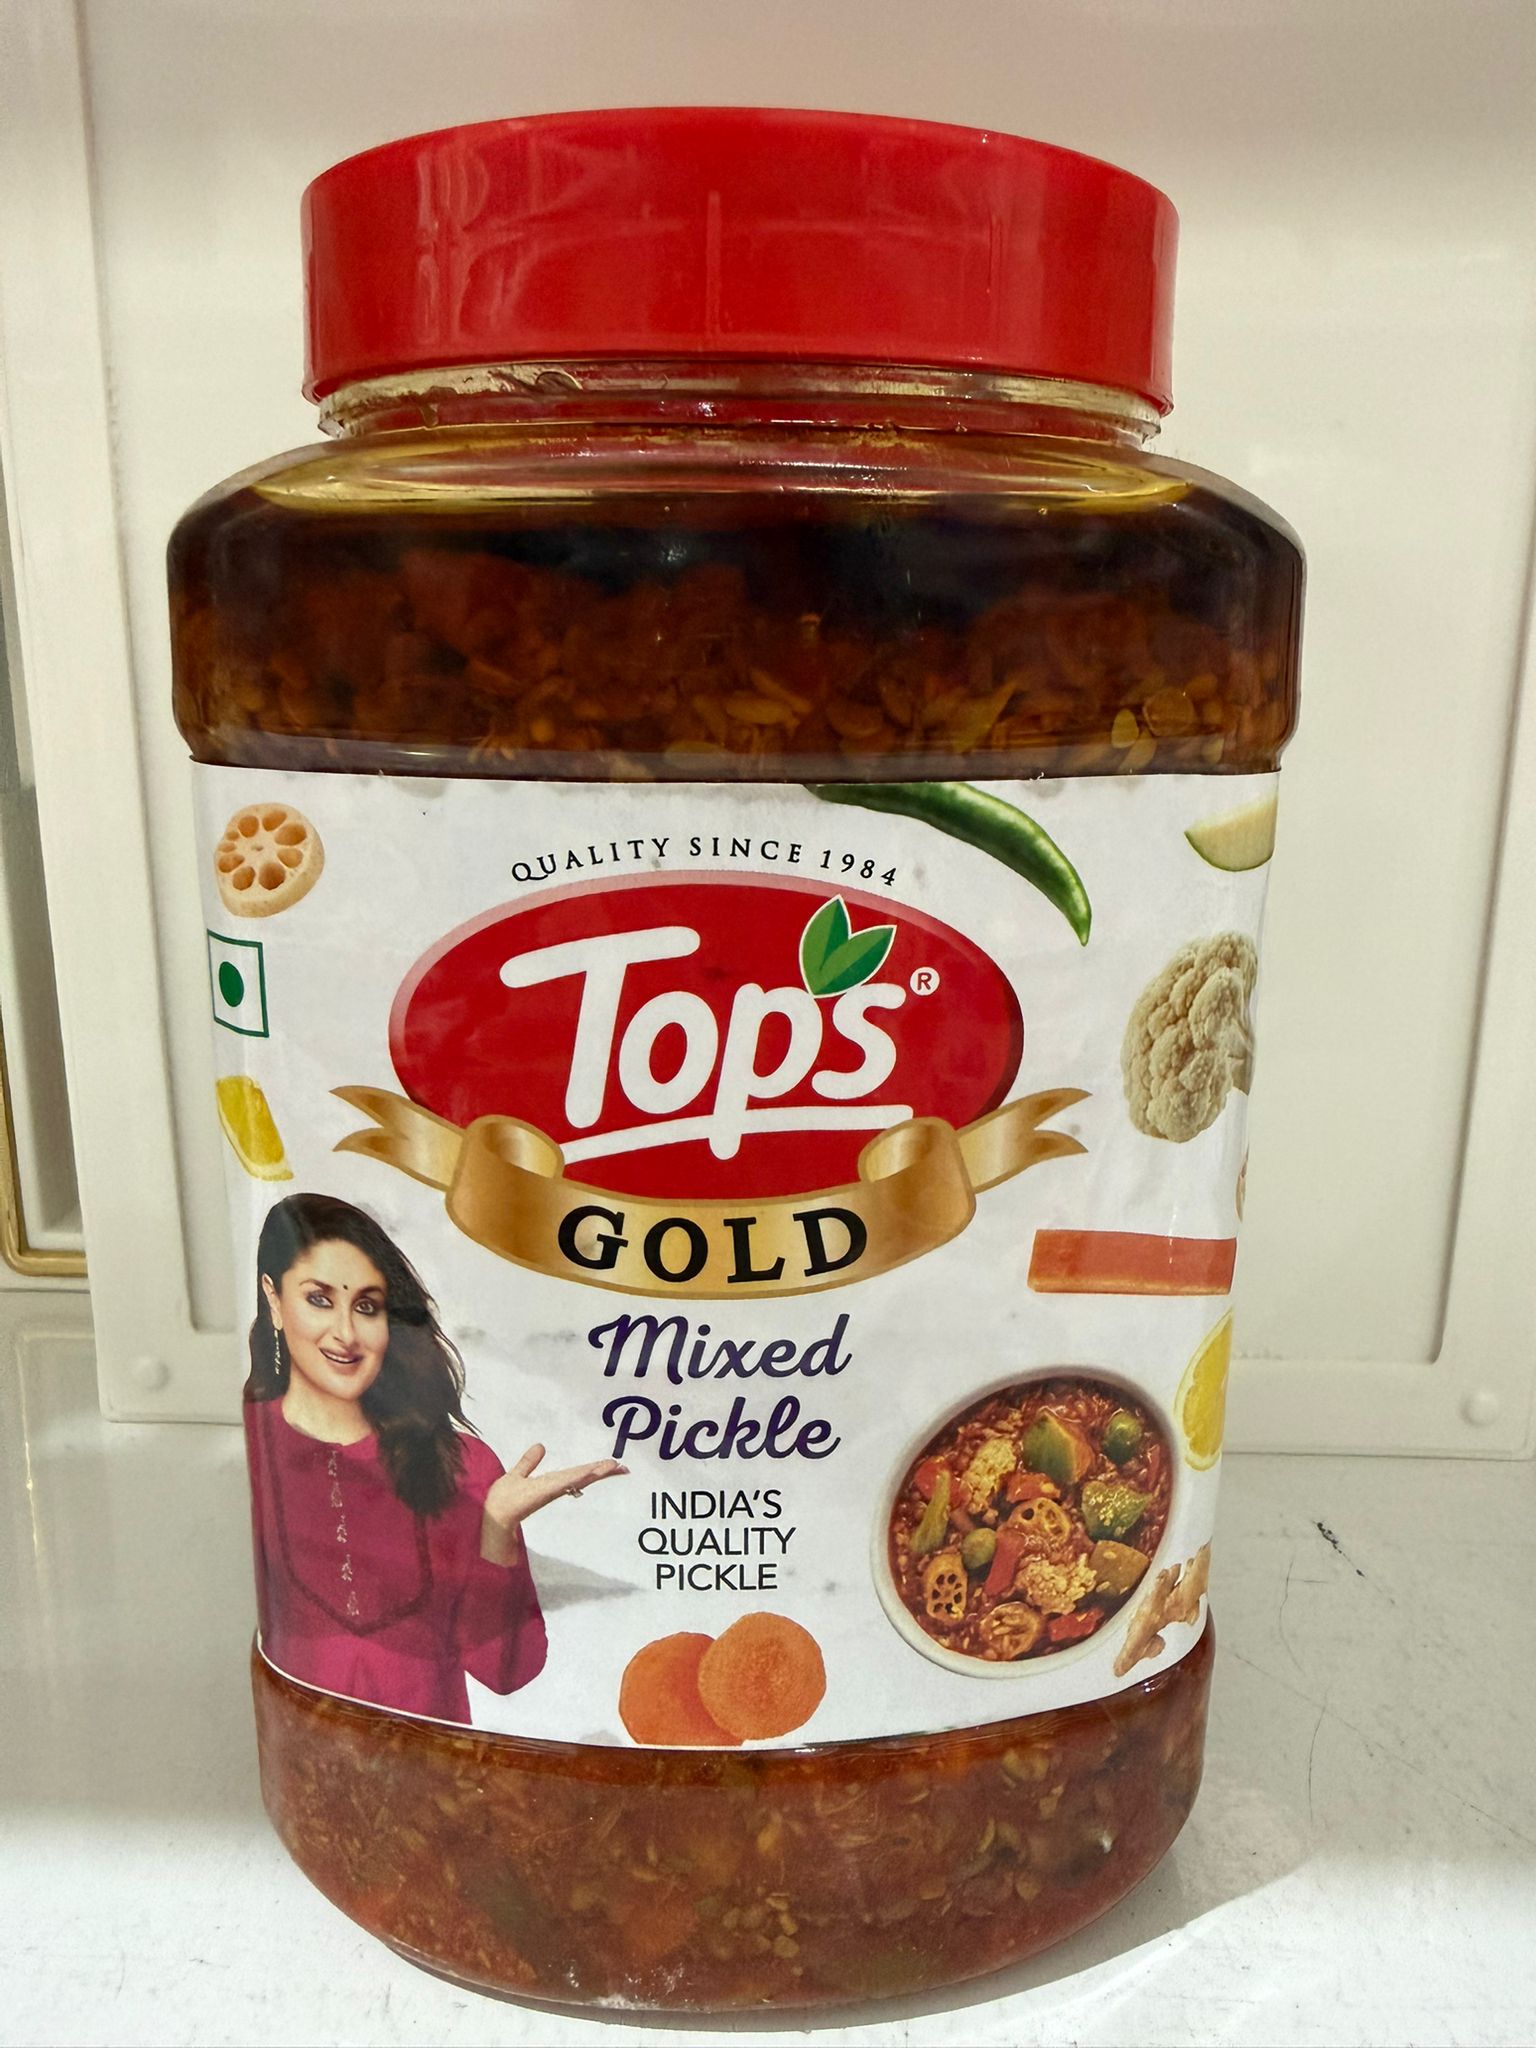 QUALITY SINCE 1984
Tops®
GOLD
Mixed
Pickle
INDIA'S
QUALITY
PICKLE